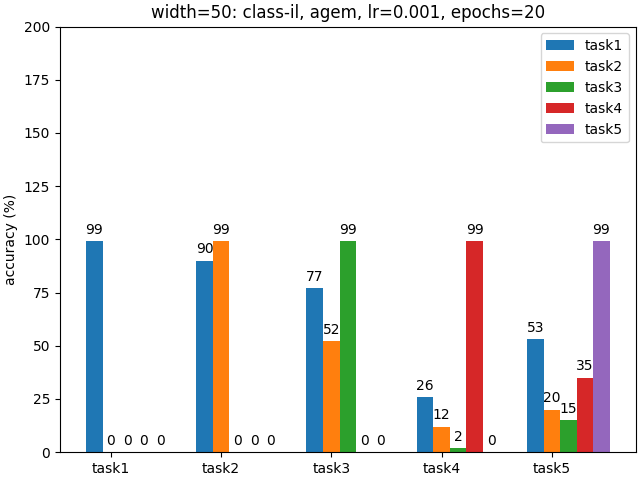 width=50: class-il, agem, lr=0.001, epochs=20
accuracy (%)
200
175
150
125
100
75
50
25
0
task1
task2
task3
task4
task5
99 0 0 0 0
90 99 0 0 0
77 52 99 0 0
26 12 2 99 0
53 20 15 35 99
task1 task2 task3 task4 task5